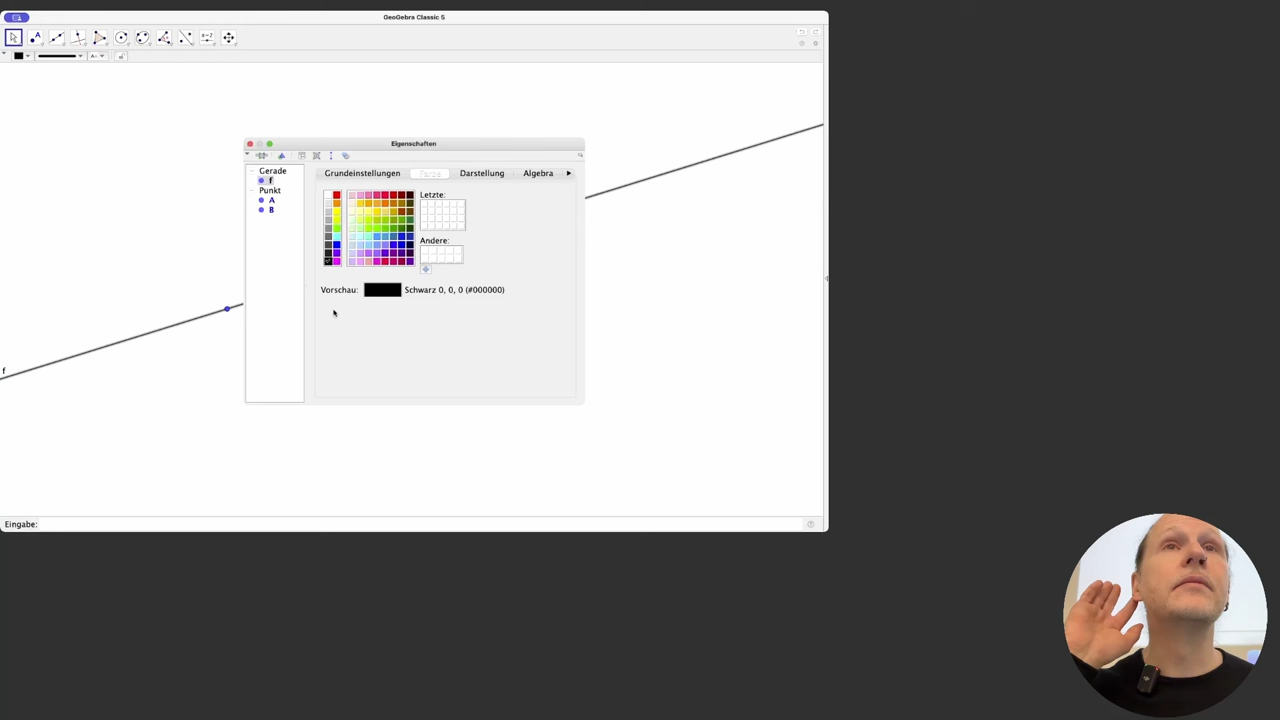 GeoGebra Classic 5
A
a=2
Eigenschaften
Gerade
f
Punkt
A
B
Grundeinstellungen Farbe Darstellung Algebra
Letzte:
Andere:
Vorschau: Schwarz 0, 0, 0 (#000000)
f
Eingabe: